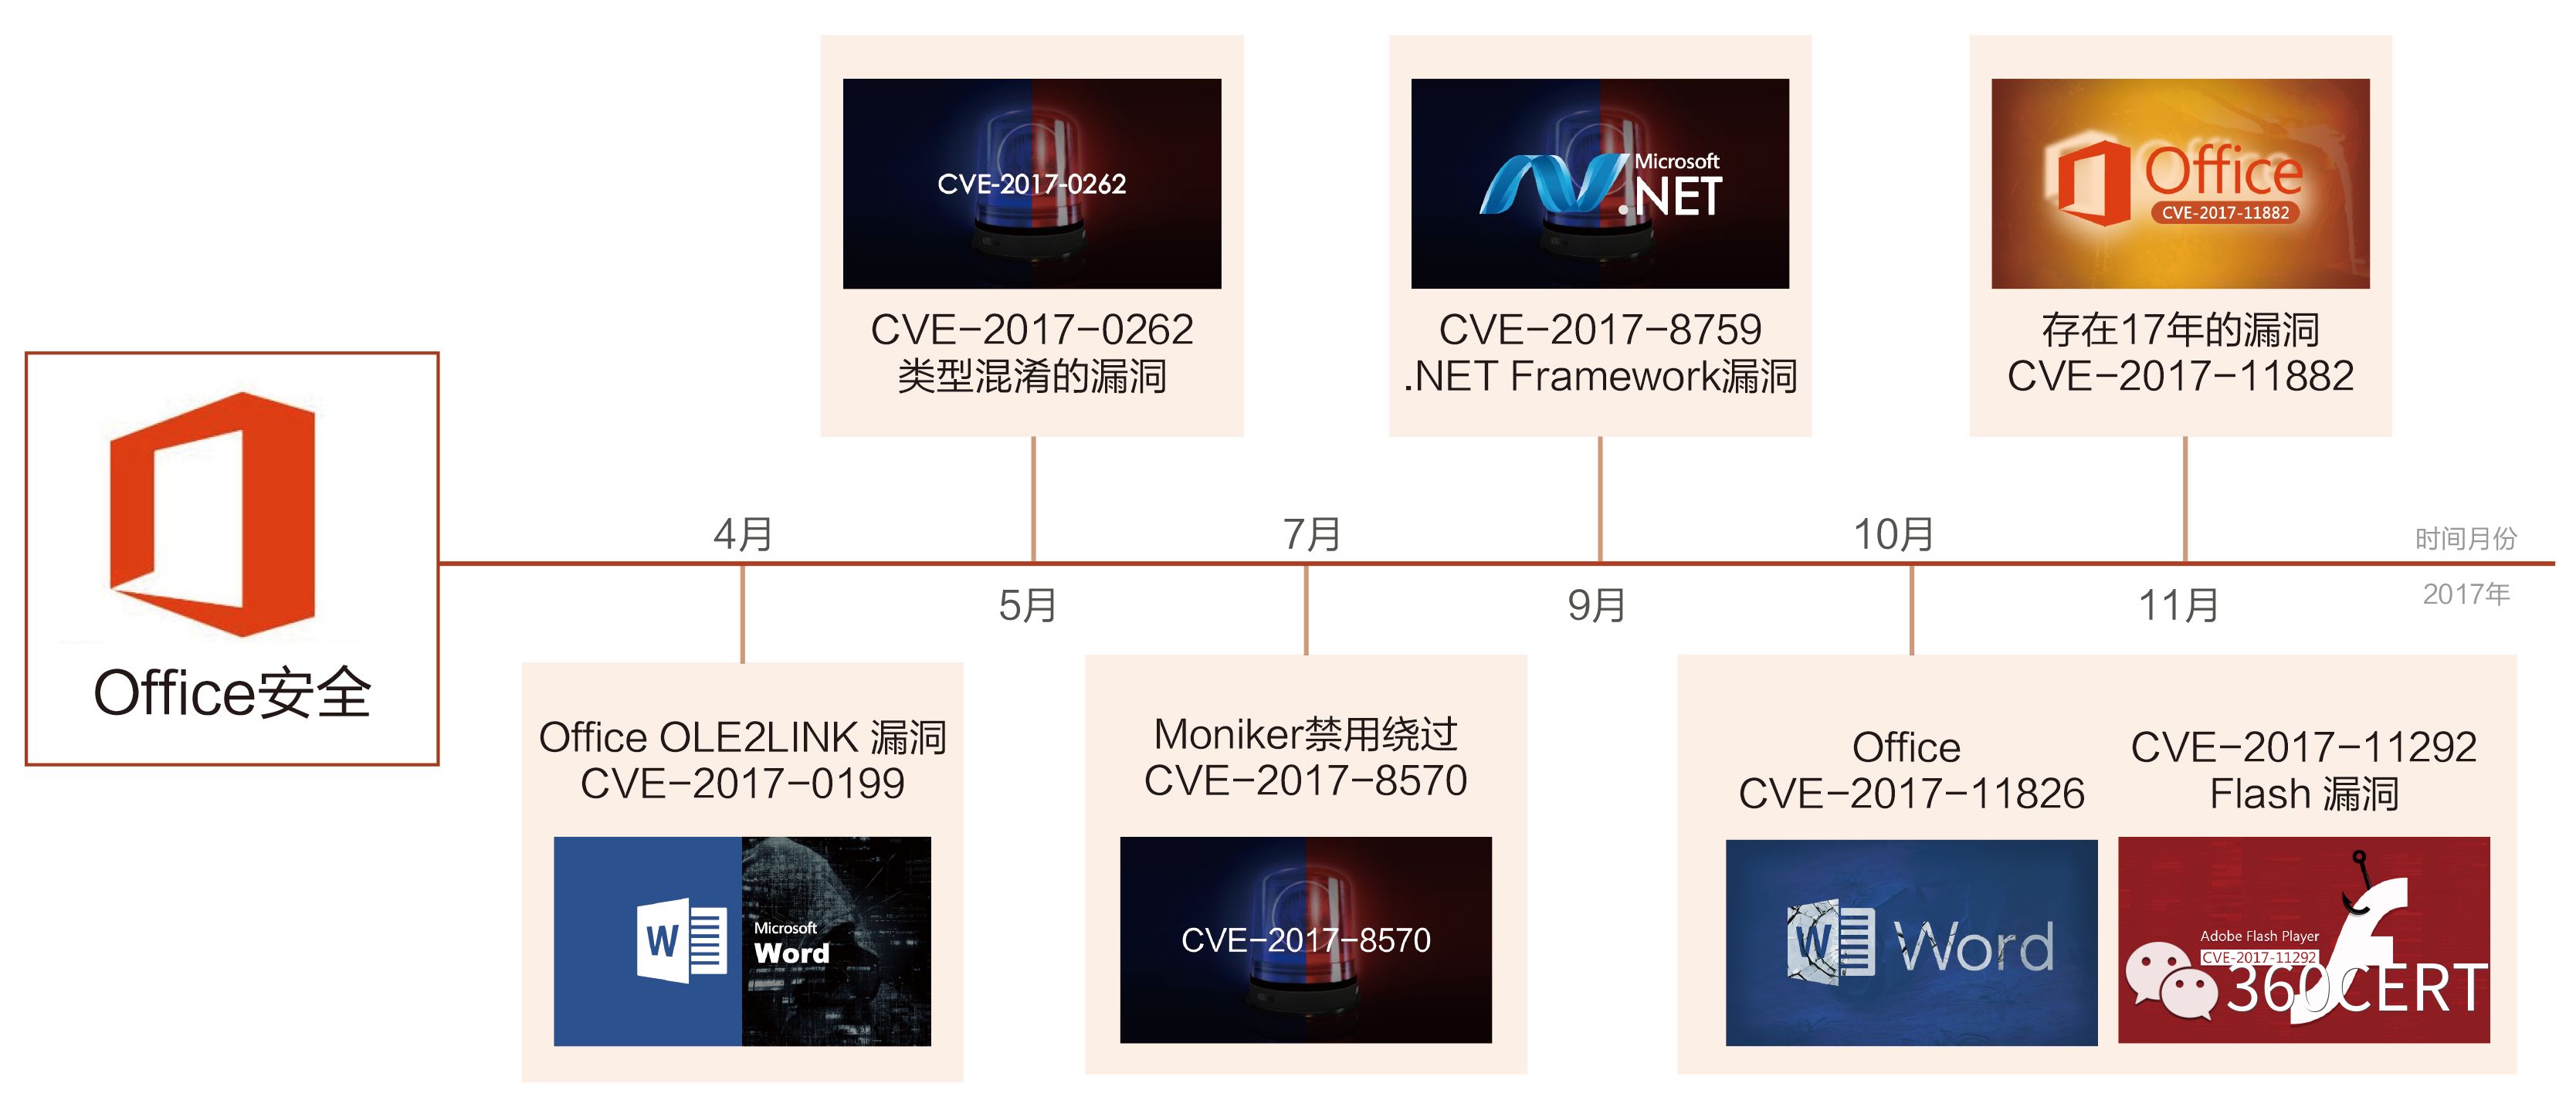 CVE-2017-0262
CVE-2017-0262
类型混淆的漏洞
Microsoft
.NET
CVE-2017-8759
.NET Framework漏洞
Office
CVE-2017-11882
存在17年的漏洞
CVE-2017-11882
Office安全
4月
7月
10月
时间月份
5月
9月
11月
2017年
Office OLE2LINK 漏洞
CVE-2017-0199
W
Microsoft
Word
Moniker禁用绕过
CVE-2017-8570
CVE-2017-8570
Office
CVE-2017-11826
W Word
CVE-2017-11292
Flash 漏洞
Adobe Flash Player
CVE-2017-11292
360CERT